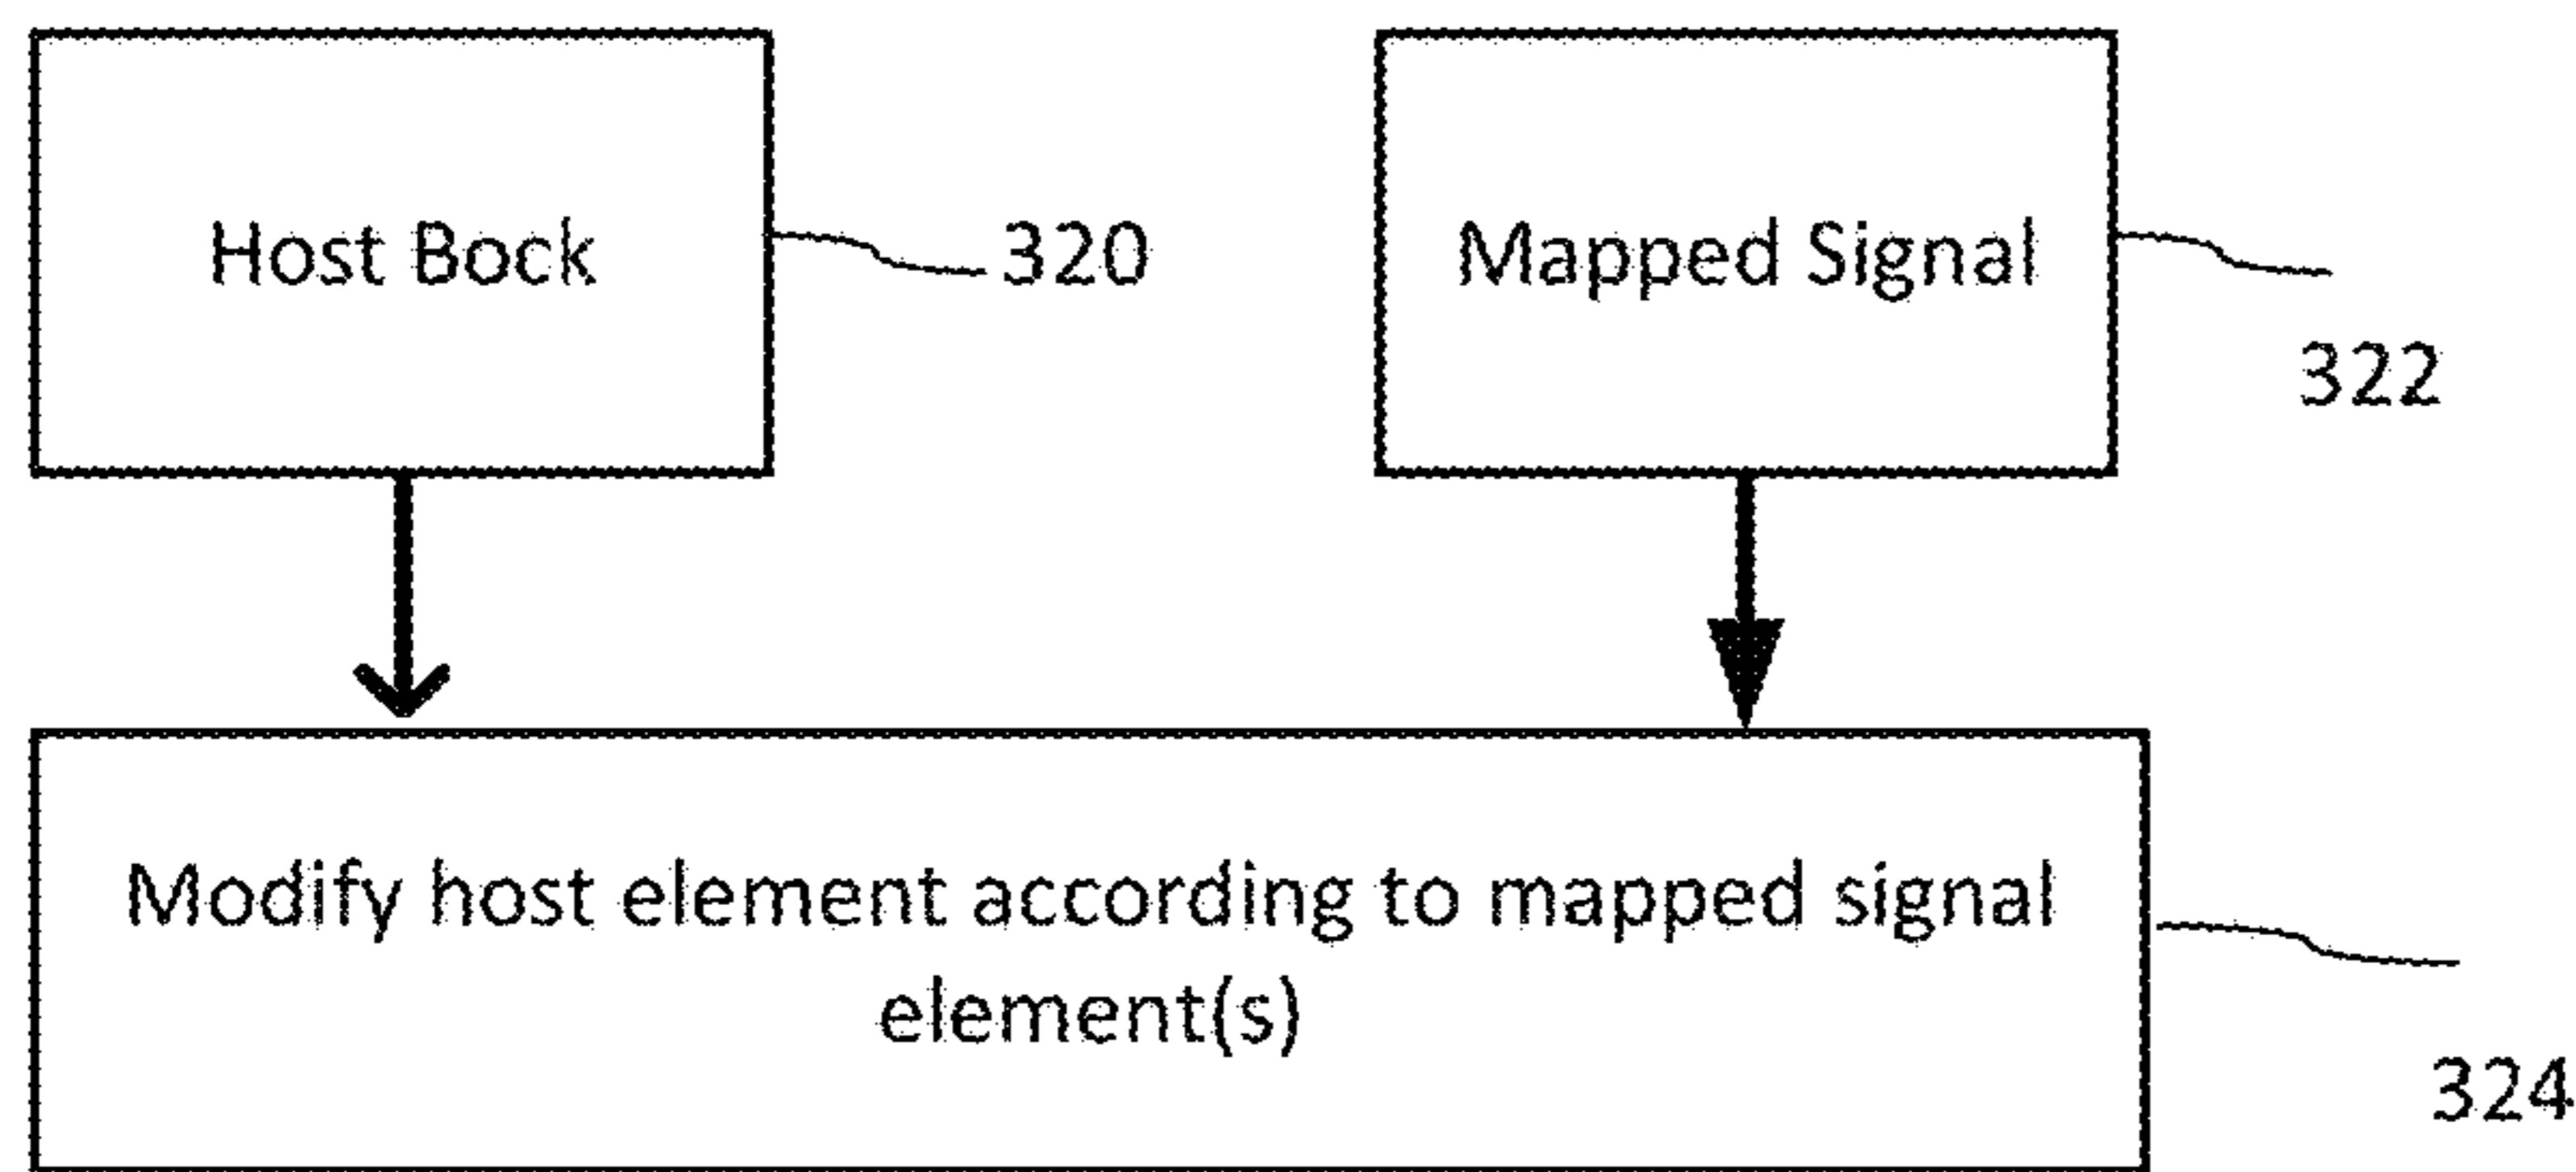 Host Bock
320
Mapped Signal
322
Modify host element according to mapped signal
element(s)
324